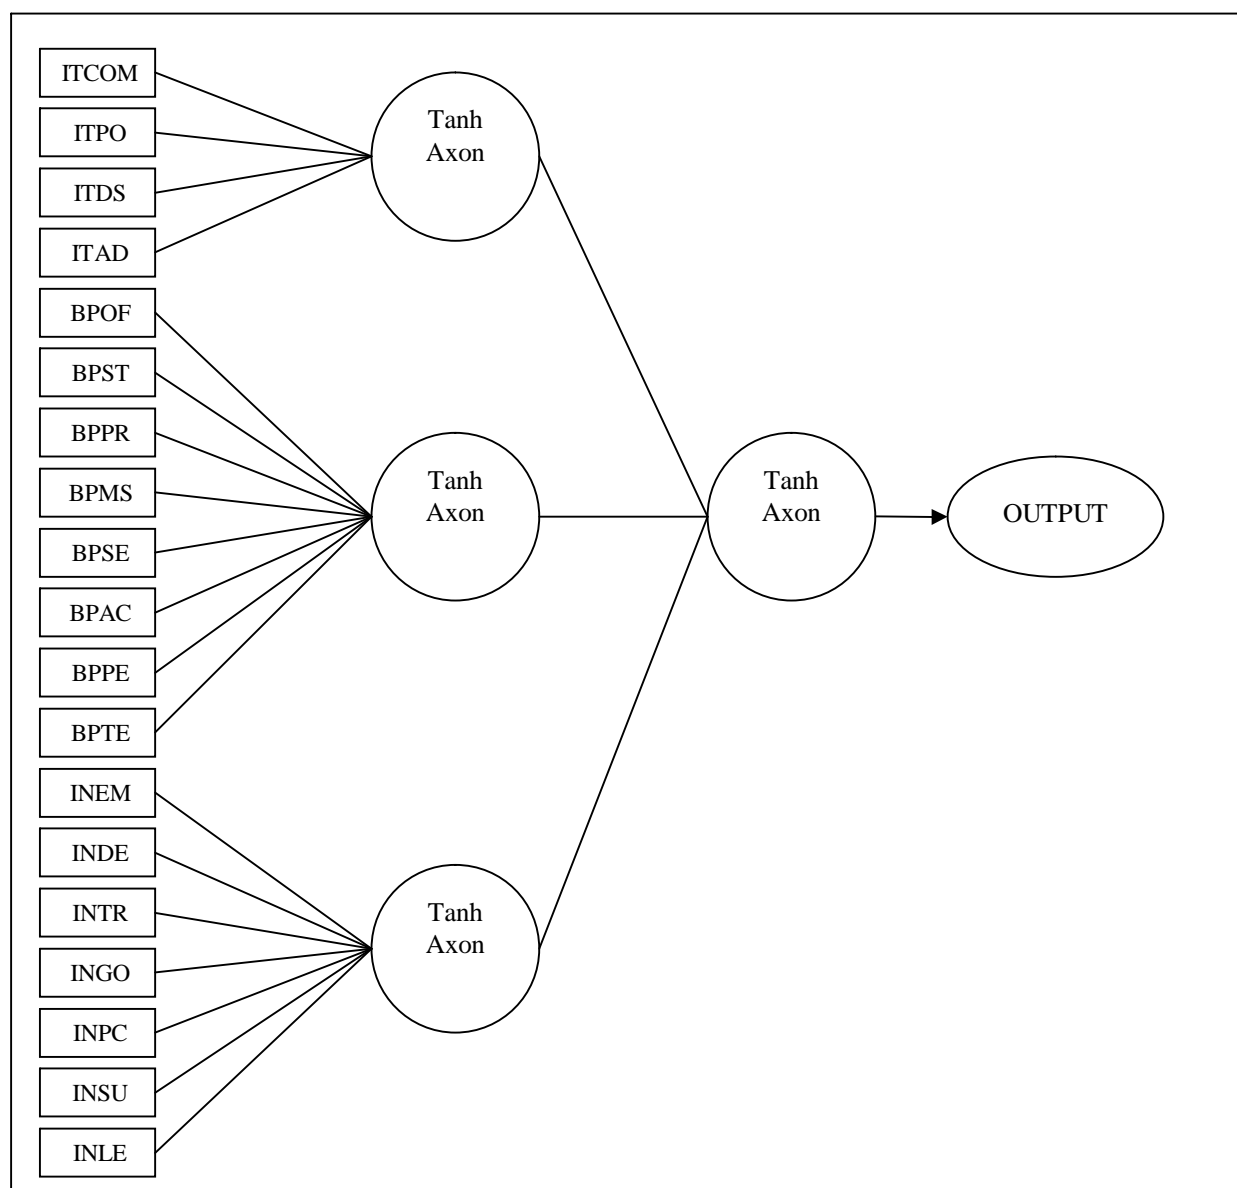 ITCOM
ITPO
ITDS
ITAD
BPOF
BPST
BPPR
BPMS
BPSE
BPAC
BPPE
BPTE
INEM
INDE
INTR
INGO
INPC
INSU
INLE
Tanh
Axon
Tanh
Axon
Tanh
Axon
Tanh
Axon
OUTPUT